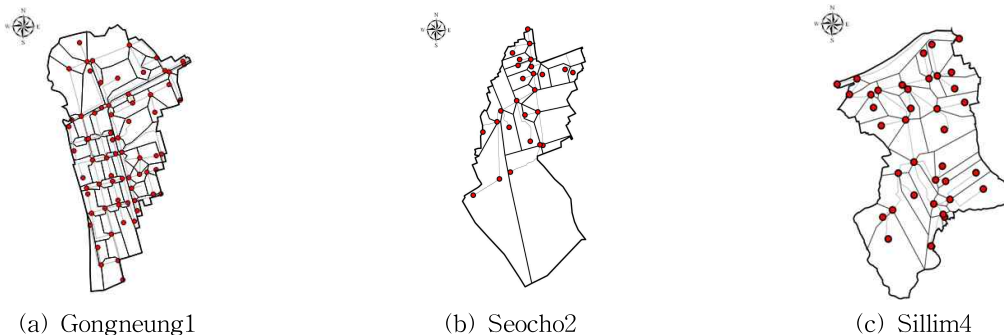 N
W E
S
N
W E
S
N
W E
S
(a) Gongneung1
(b) Seocho2
(c) Sillim4